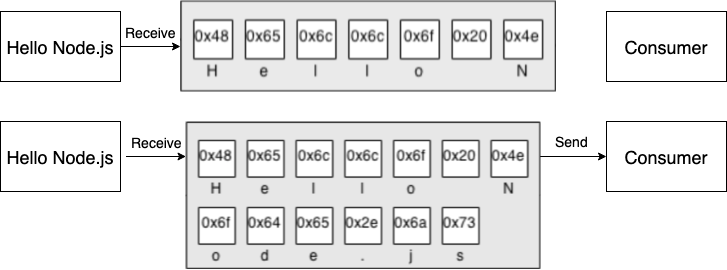 Hello Node.js Receive 0x48 0x65 0x6c 0x6c 0x6f 0x20 0x4e Consumer
H e l l o N
Hello Node.js Receive 0x48 0x65 0x6c 0x6c 0x6f 0x20 0x4e Send Consumer
H e l l o N
0x6f 0x64 0x65 0x2e 0x6a 0x73
o d e . j s